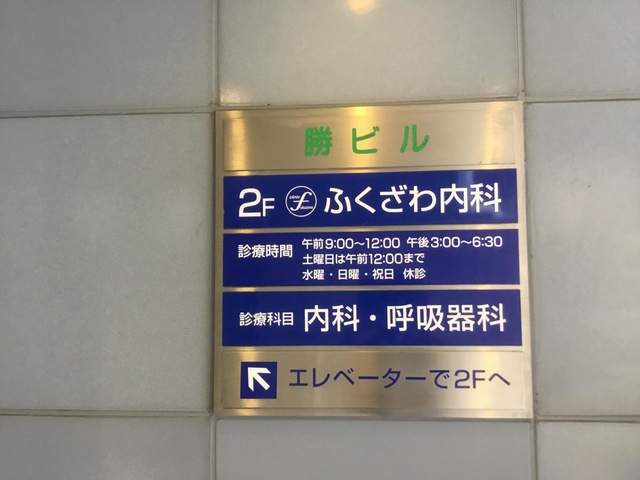 勝ビル
2F ふくざわ内科
診療時間 午前9:00〜12:00 午後3:00〜6:30
土曜日は午前12:00まで
水曜・日曜・祝日 休診
診療科目 内科・呼吸器科
エレベーターで2Fへ